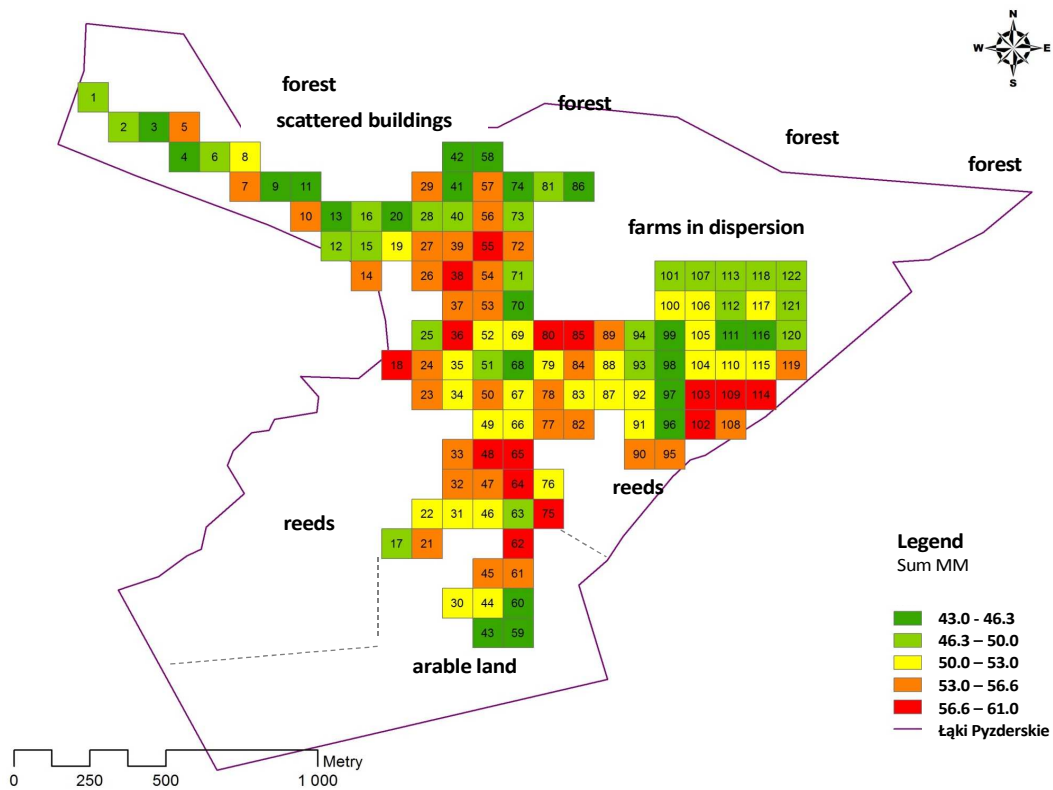 N
W E
S
forest
forest
scattered buildings
forest
forest
farms in dispersion
1
2 3 5
4 6 8 42 58
7 9 11 29 41 57 74 81 86
10 13 16 20 28 40 56 73
12 15 19 27 39 55 72
14 26 38 54 71 101 107 113 118 122
37 53 70 100 106 112 117 121
25 36 52 69 80 85 89 94 99 105 111 116 120
18 24 35 51 68 79 84 88 93 98 104 110 115 119
23 34 50 67 78 83 87 92 97 103 109 114
49 66 77 82 91 96 102 108
33 48 65 90 95
32 47 64 76
22 31 46 63 75
17 21 62
45 61
30 44 60
43 59
reeds
reeds
arable land
Legend
Sum MM
43.0 - 46.3
46.3 – 50.0
50.0 – 53.0
53.0 – 56.6
56.6 – 61.0
Łąki Pyzderskie
Metry
0 250 500 1 000